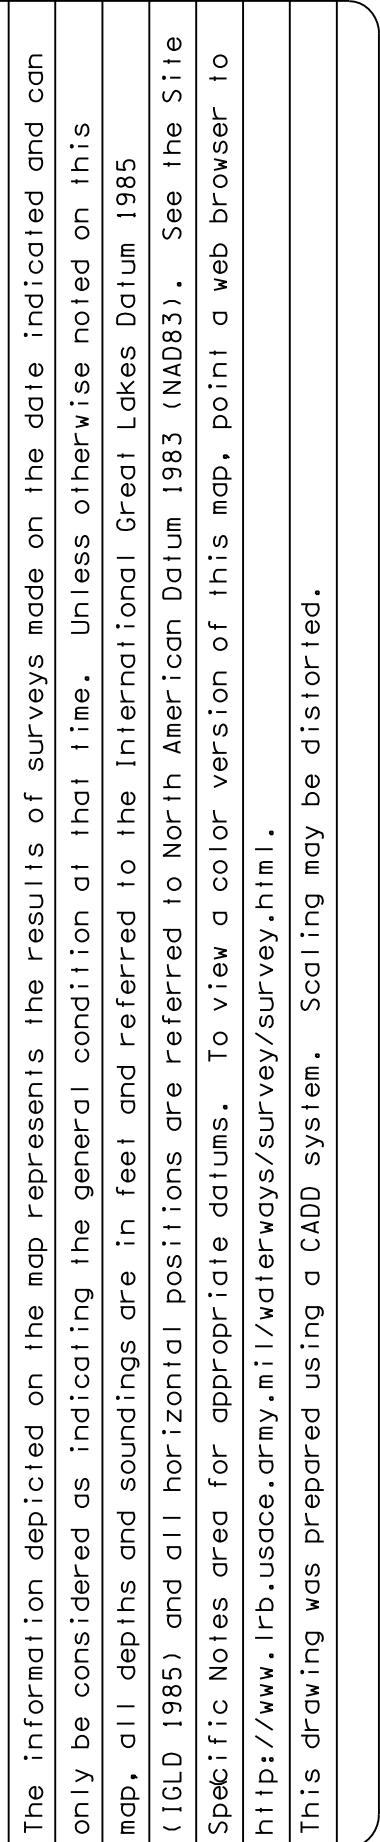 The information depicted on the map represents the results of surveys made on the date indicated and can
only be considered as indicating the general condition at that time.  Unless otherwise noted on this
map, all depths and soundings are in feet and referred to the International Great Lakes Datum 1985
(IGLD 1985) and all horizontal positions are referred to North American Datum 1983 (NAD83).  See the Site
Specific Notes area for appropriate datums.  To view a color version of this map, point a web browser to
http://www.lrb.usace.army.mil/waterways/survey/survey.html.
This drawing was prepared using a CADD system.  Scaling may be distorted.